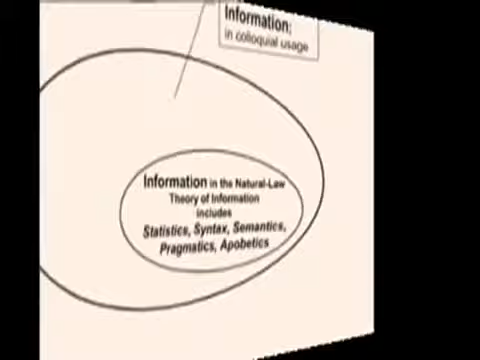 Information:
in colloquial usage
Information in the Natural-Law
Theory of Information
includes
Statistics, Syntax, Semantics,
Pragmatics, Apobetics